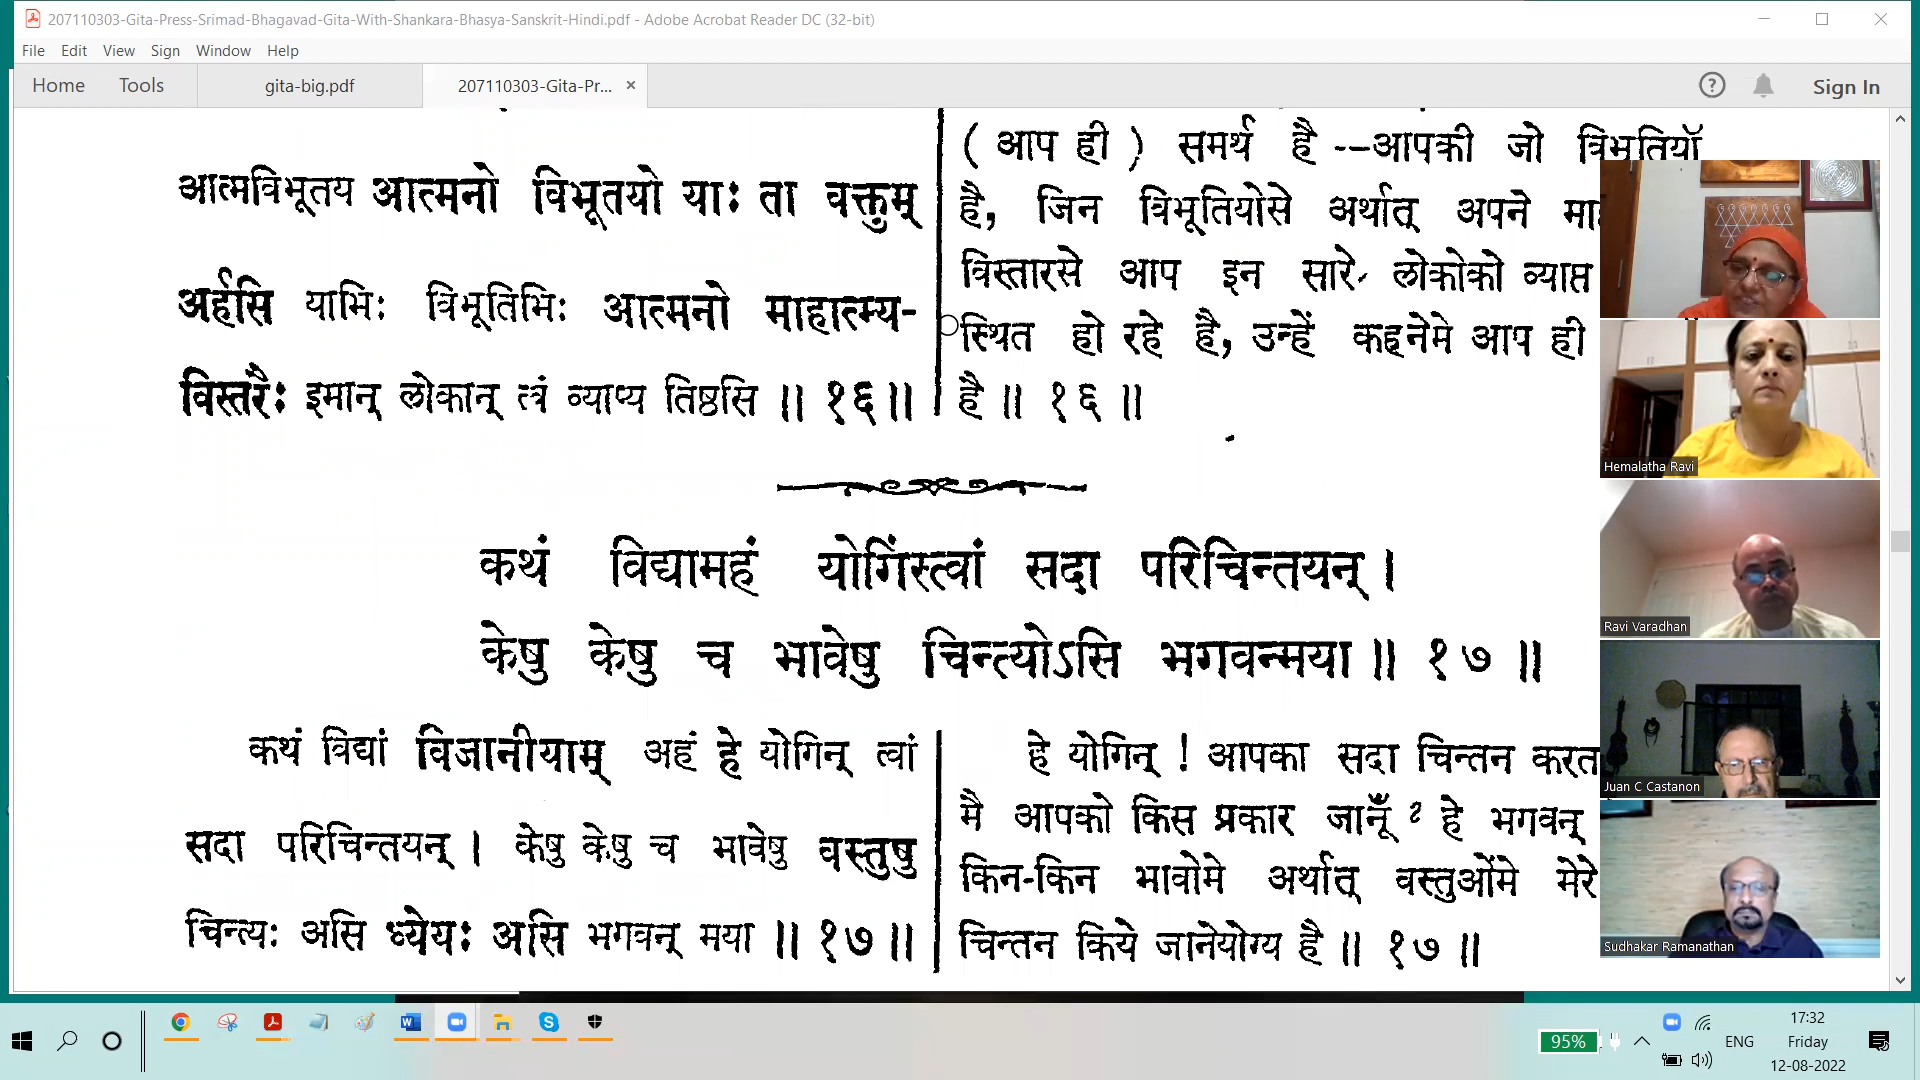 207110303-Gita-Press-Srimad-Bhagavad-Gita-With-Shankara-Bhasya-Sanskrit-Hindi.pdf - Adobe Acrobat Reader DC (32-bit)
File Edit View Sign Window Help
Home Tools gita-big.pdf 207110303-Gita-Pr... × Sign In
आत्मविभूतय आत्मनो विभूतयो याः ता वक्तुम्
अर्हसि याभिः विभूतिभिः आत्मनो माहात्म्य-
विस्तरैः इमान् लोकान् त्वं व्याप्य तिष्ठसि ॥ १६॥
( आप ही ) समर्थ है --आपकी जो विभूतियाँ
है, जिन विभूतियोसे अर्थात् अपने
विस्तारसे आप इन सारे लोकोको व्याप्त
स्थित हो रहे है, उन्हें कहनेमे आप ही
है ॥ १६ ॥
कथं विद्यामहं योगिंस्त्वां सदा परिचिन्तयन् ।
केषु केषु च भावेषु चिन्त्योऽसि भगवन्मया ॥ १७ ॥
कथं विद्यां विजानीयाम् अहं हे योगिन् त्वां
सदा परिचिन्तयन् । केषु केषु च भावेषु वस्तुषु
चिन्त्यः असि ध्येयः असि भगवन् मया ॥ १७॥
हे योगिन् ! आपका सदा चिन्तन करत
मै आपको किस प्रकार जानूँ ? हे भगवन्
किन-किन भावोमे अर्थात् वस्तुओंमे मेरे
चिन्तन किये जानेयोग्य है ॥ १७ ॥
Hemalatha Ravi
Ravi Varadhan
Juan C Castanon
Sudhakar Ramanathan
95% ENG
17:32
Friday
12-08-2022